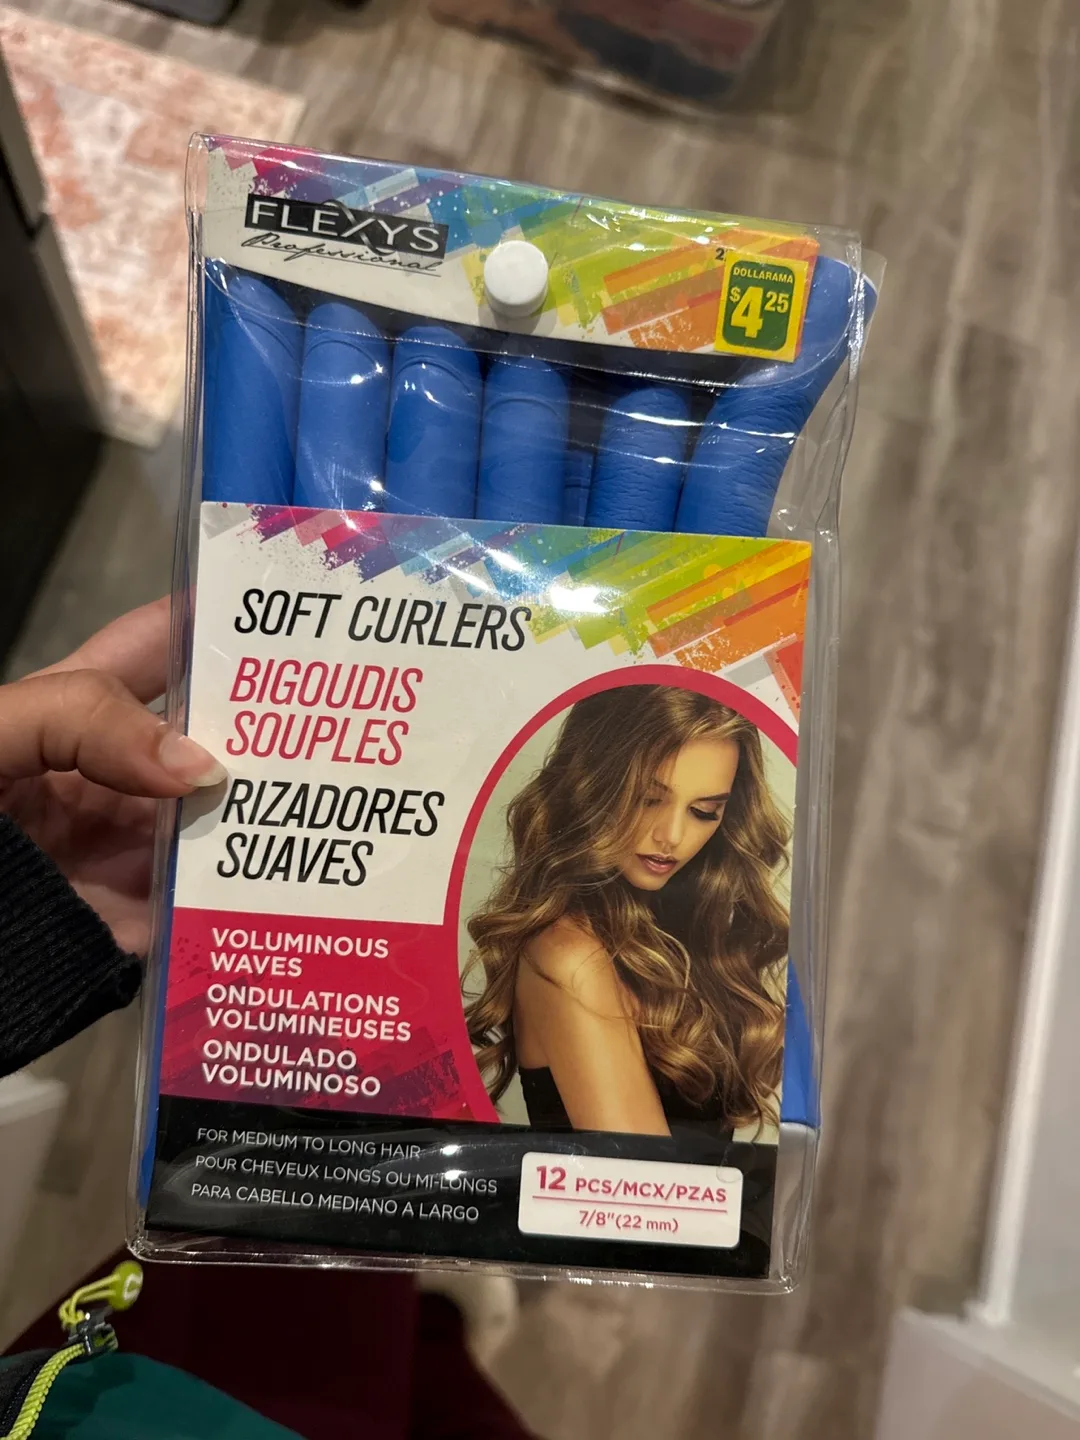 FLEXYS
Professional
DOLLARAMA
$4 25
SOFT CURLERS
BIGOUDIS
SOUPLES
RIZADORES
SUAVES
VOLUMINOUS
WAVES
ONDULATIONS
VOLUMINEUSES
ONDULADO
VOLUMINOSO
FOR MEDIUM TO LONG HAIR
POUR CHEVEUX LONGS OU MI-LONGS
PARA CABELLO MEDIANO A LARGO
12 PCS/MCX/PZAS
7/8"(22 mm)